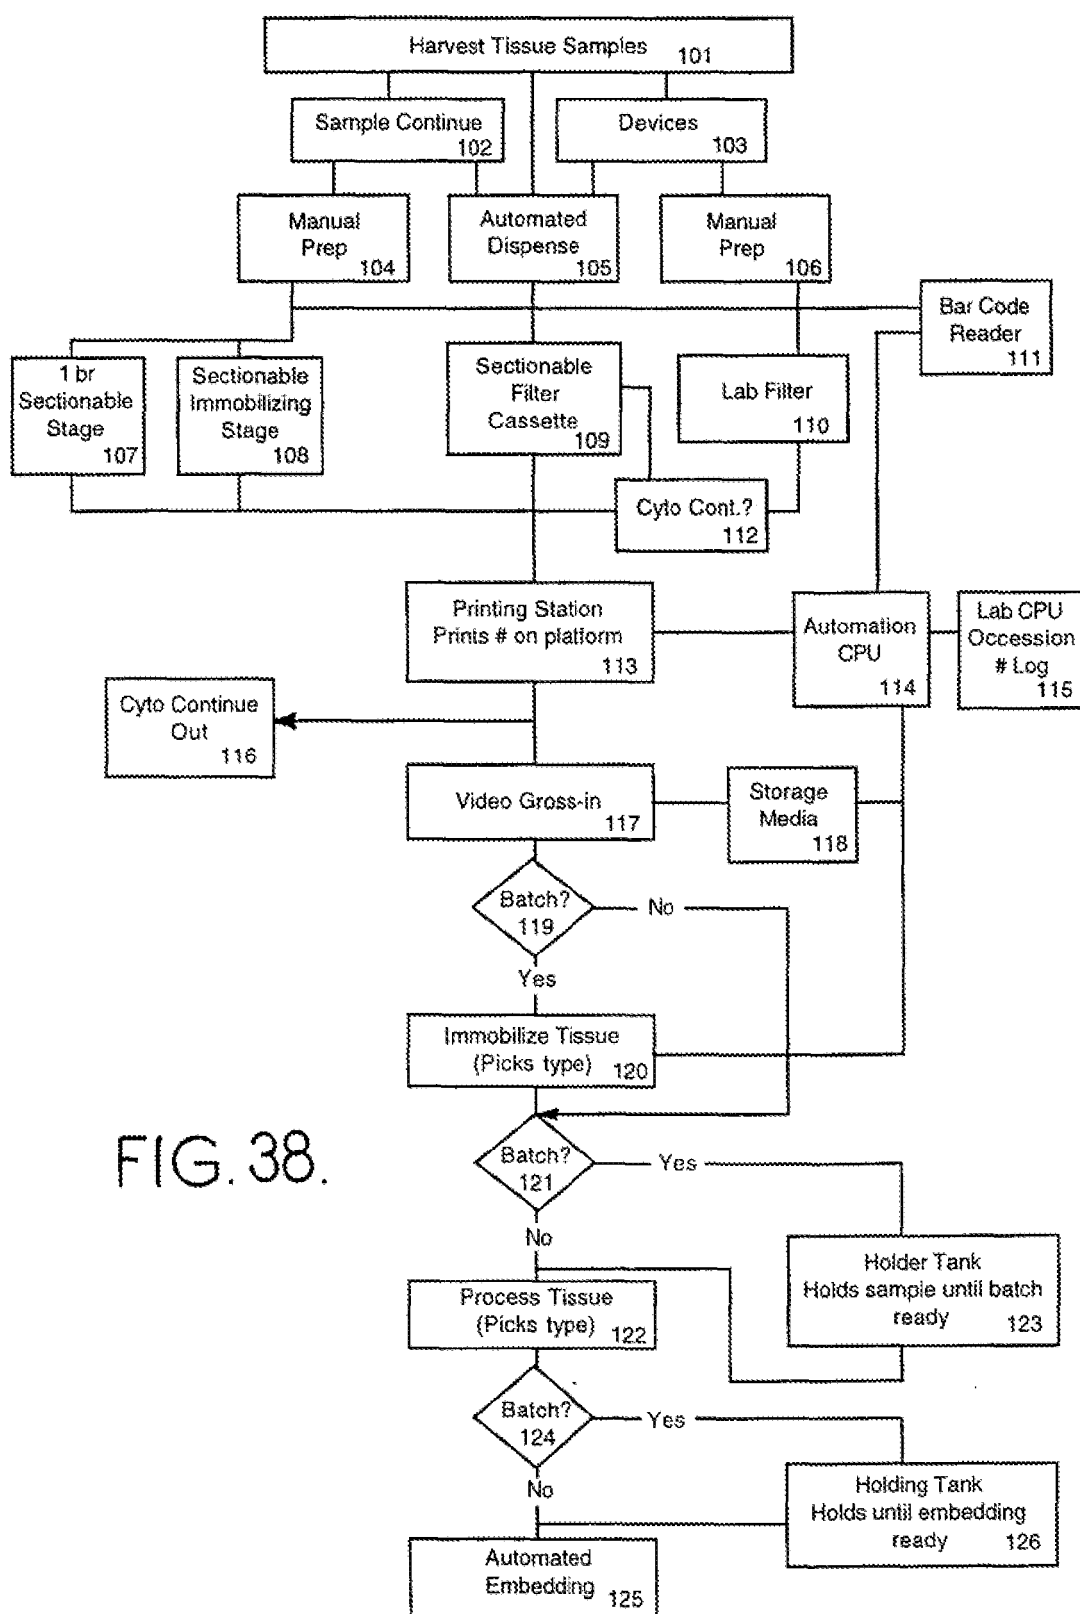 Harvest Tissue Samples
101
Sample Continue
102
Devices
103
Manual
Prep
104
Automated
Dispense
105
Manual
Prep
106
Bar Code
Reader
111
1 br
Sectionable
Stage
107
Sectionable
Immobilizing
Stage
108
Sectionable
Filter
Cassette
109
Lab Filter
110
Cyto Cont.?
112
Printing Station
Prints # on platform
113
Automation
CPU
114
Lab CPU
Occession
# Log
115
Cyto Continue
Out
116
Video Gross-in
117
Storage
Media
118
Batch?
119
No
Yes
Immobilize Tissue
(Picks type)
120
FIG. 38.
Batch?
121
Yes
No
Holder Tank
Holds sample until batch
ready
123
Process Tissue
(Picks type)
122
Batch?
124
Yes
No
Holding Tank
Holds until embedding
ready
126
Automated
Embedding
125